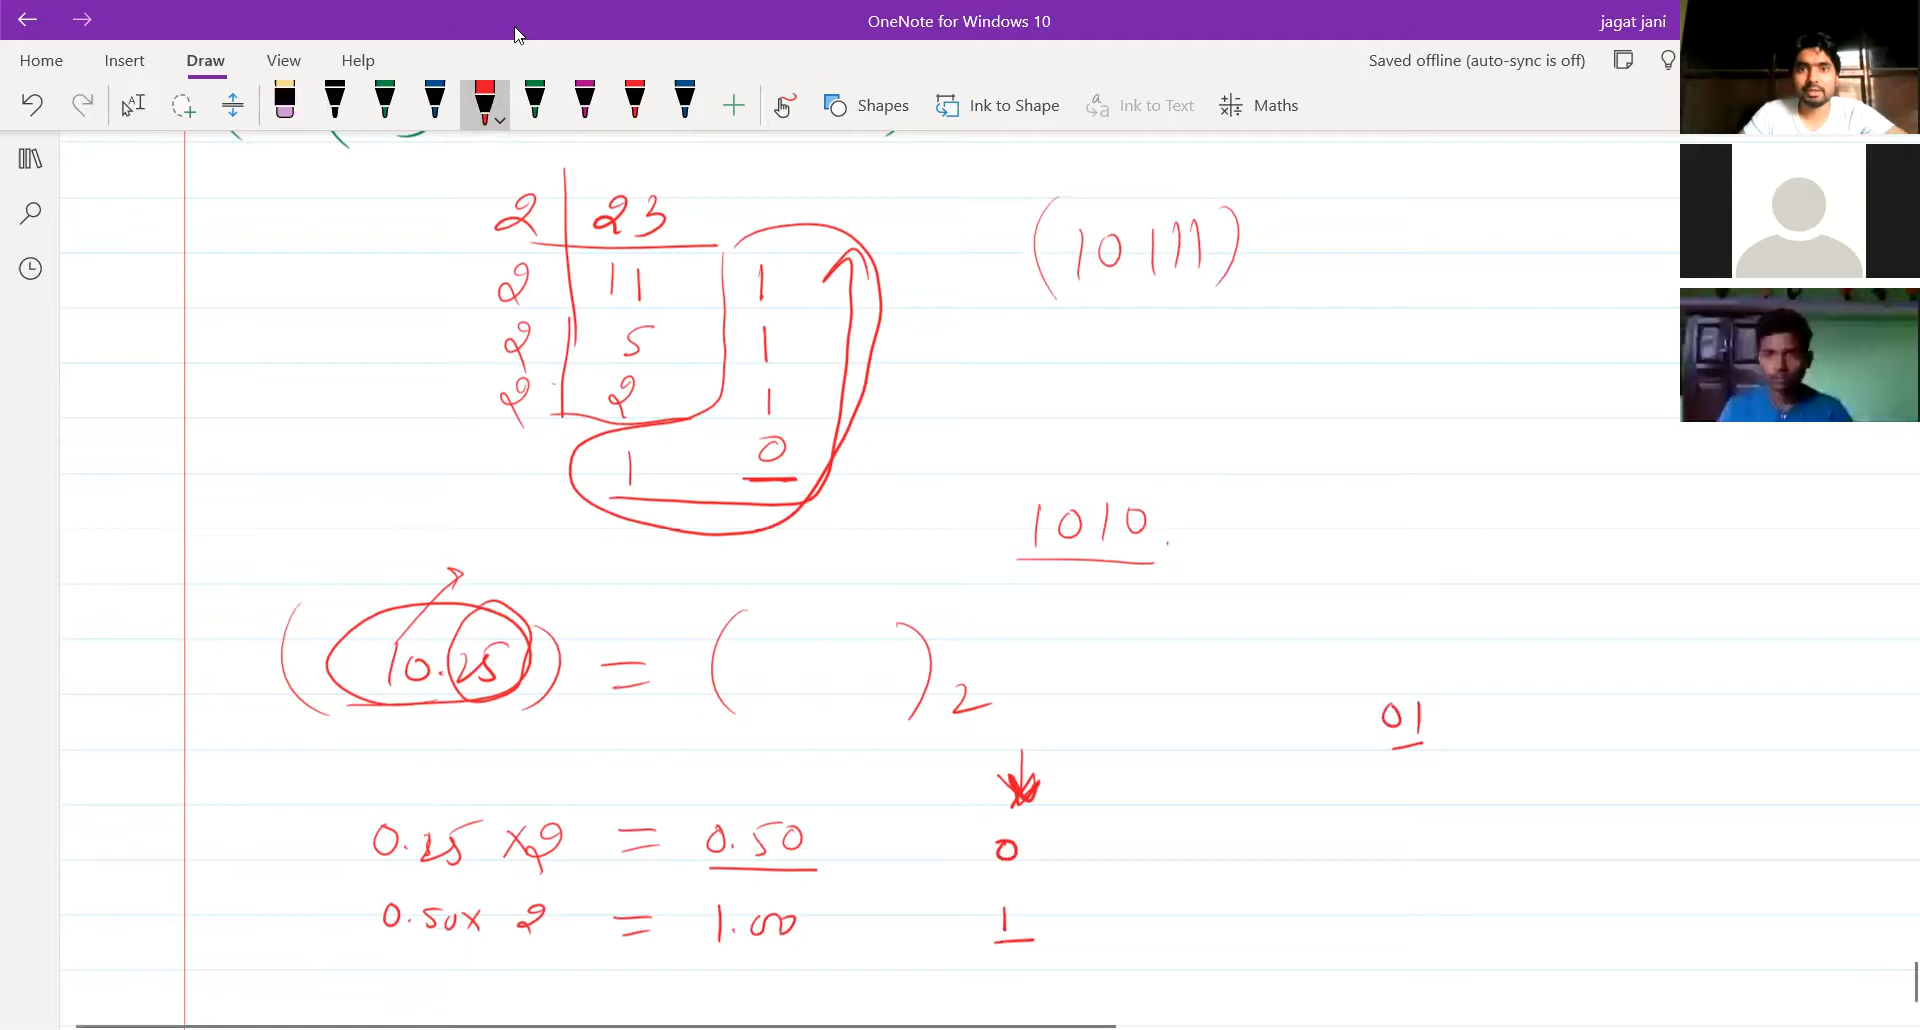 OneNote for Windows 10
jagat jani
Home Insert Draw View Help
Saved offline (auto-sync is off)
Shapes Ink to Shape Ink to Text Maths
2 23
2 11 1
2 5 1
2 2 1
1 0
(10111)
1010.
(10.25) = ( )2
01
0.25 x2 = 0.50 0
0.50x 2 = 1.00 1